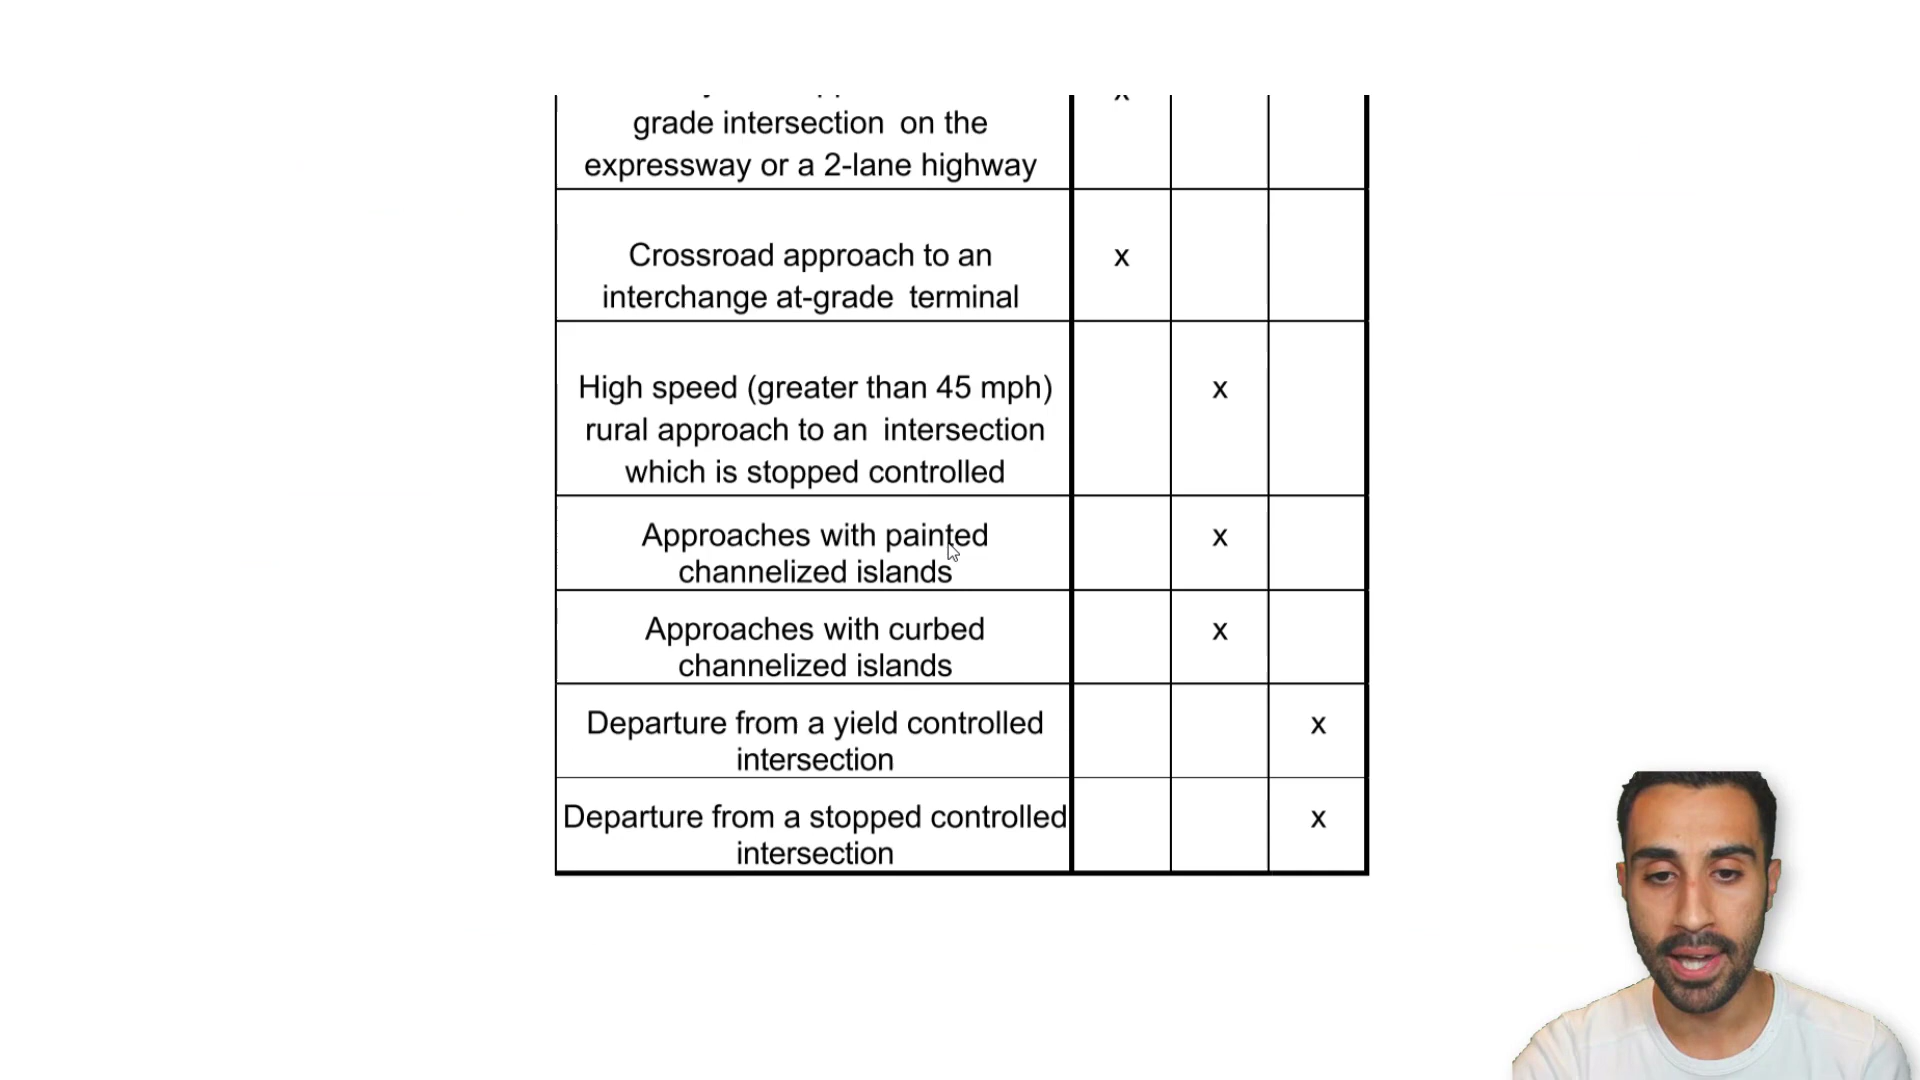 x
grade intersection on the
expressway or a 2-lane highway
Crossroad approach to an
interchange at-grade terminal
x
High speed (greater than 45 mph)
rural approach to an intersection
which is stopped controlled
x
Approaches with painted
channelized islands
x
Approaches with curbed
channelized islands
x
Departure from a yield controlled
intersection
x
Departure from a stopped controlled
intersection
x